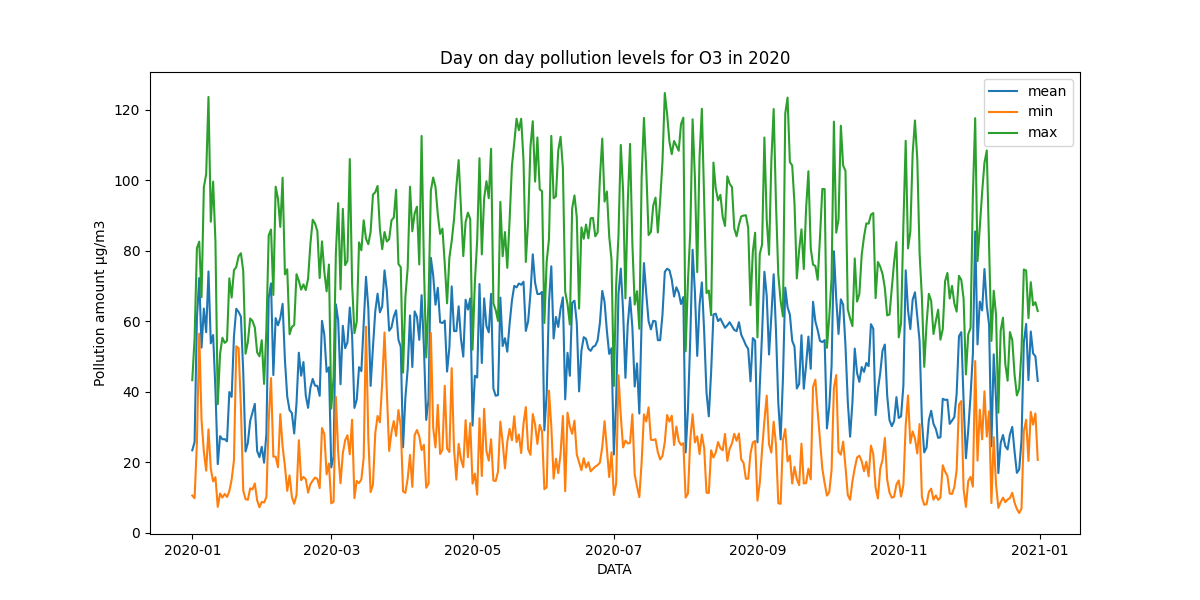 Day on day pollution levels for O3 in 2020
mean
min
max
120
100
80
60
40
20
0
Pollution amount µg/m3
2020-01
2020-03
2020-05
2020-07
2020-09
2020-11
2021-01
DATA